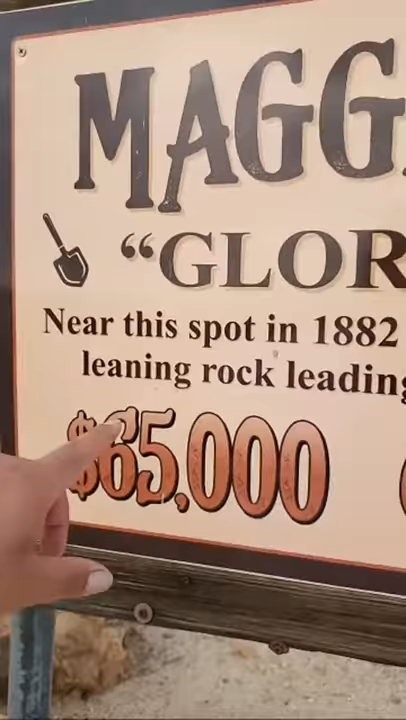 MAGG
“GLOR
Near this spot in 1882
leaning rock leading
$65,000